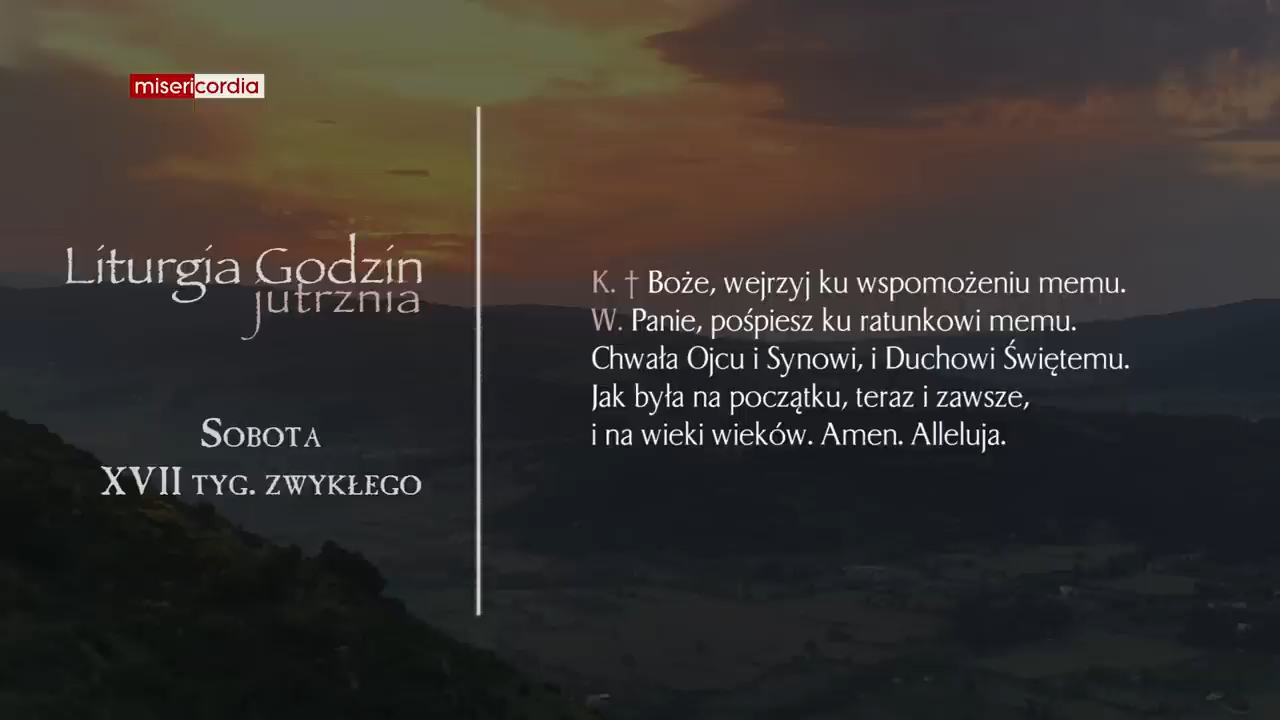 misericordia
Liturgia Godzin
jutrznia
Sobota
XVII tyg. zwykłego
K. † Boże, wejrzyj ku wspomożeniu memu.
W. Panie, pośpiesz ku ratunkowi memu.
Chwała Ojcu i Synowi, i Duchowi Świętemu.
Jak była na początku, teraz i zawsze,
i na wieki wieków. Amen. Alleluja.